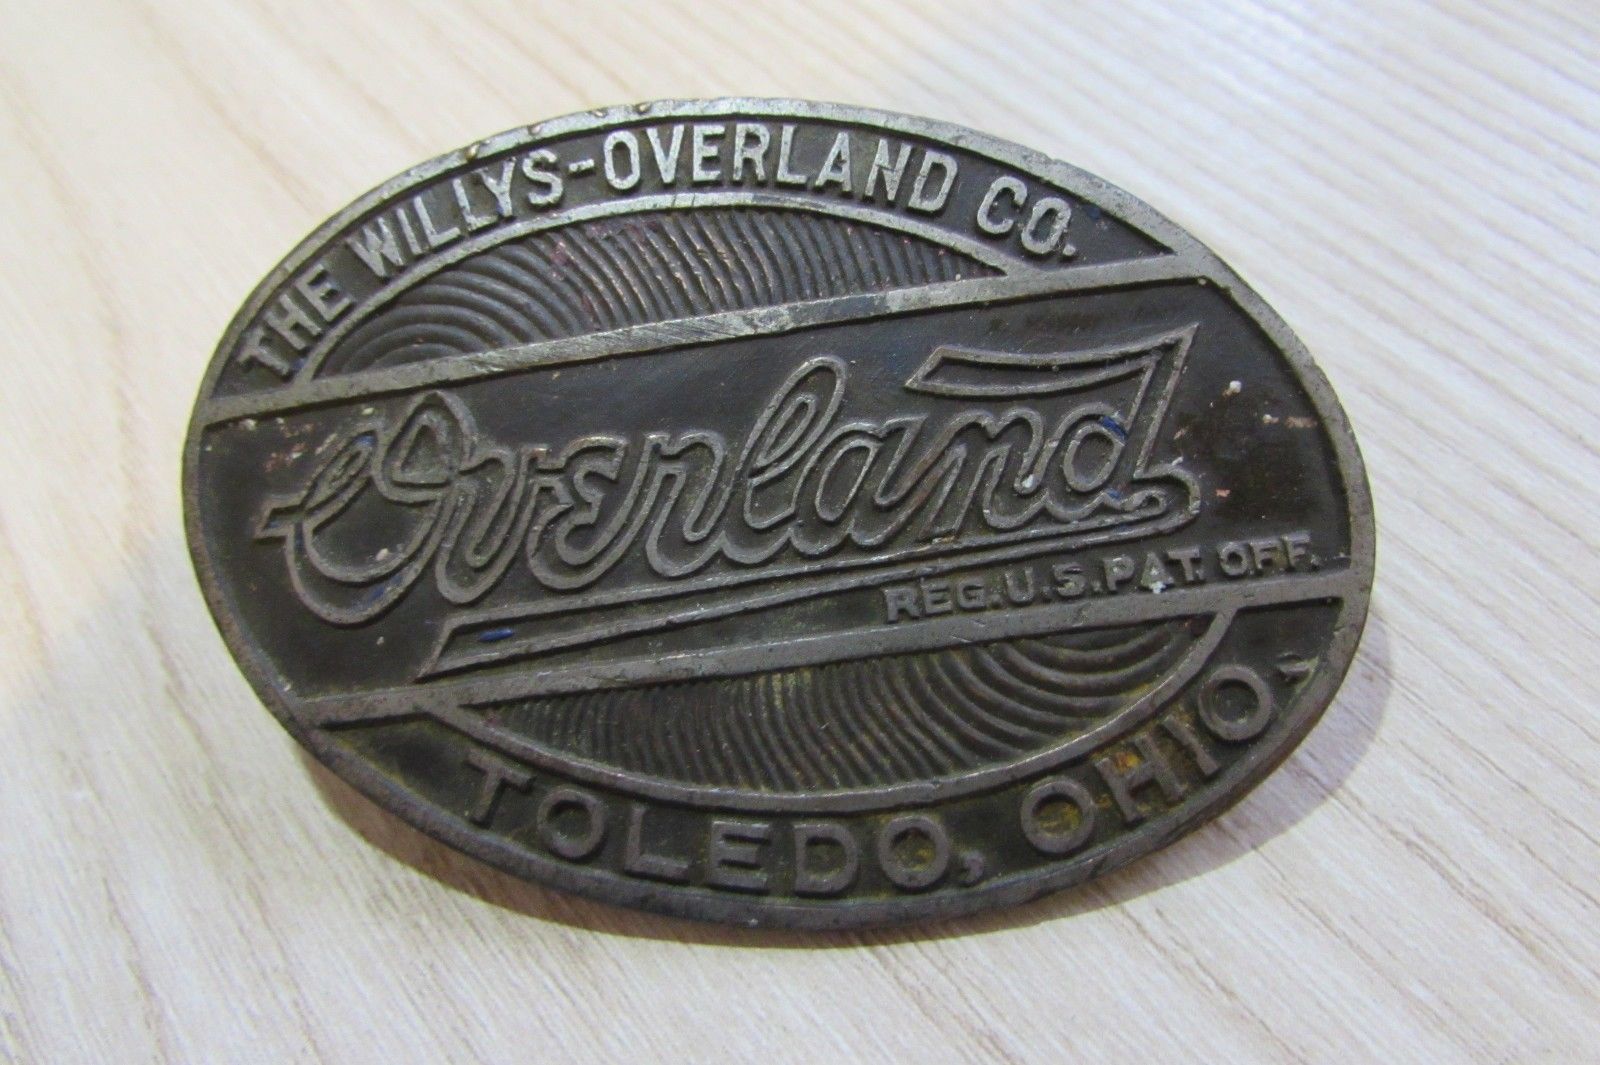 THE WILLYS-OVERLAND CO.
Overland
REG. U.S. PAT. OFF.
TOLEDO, OHIO,